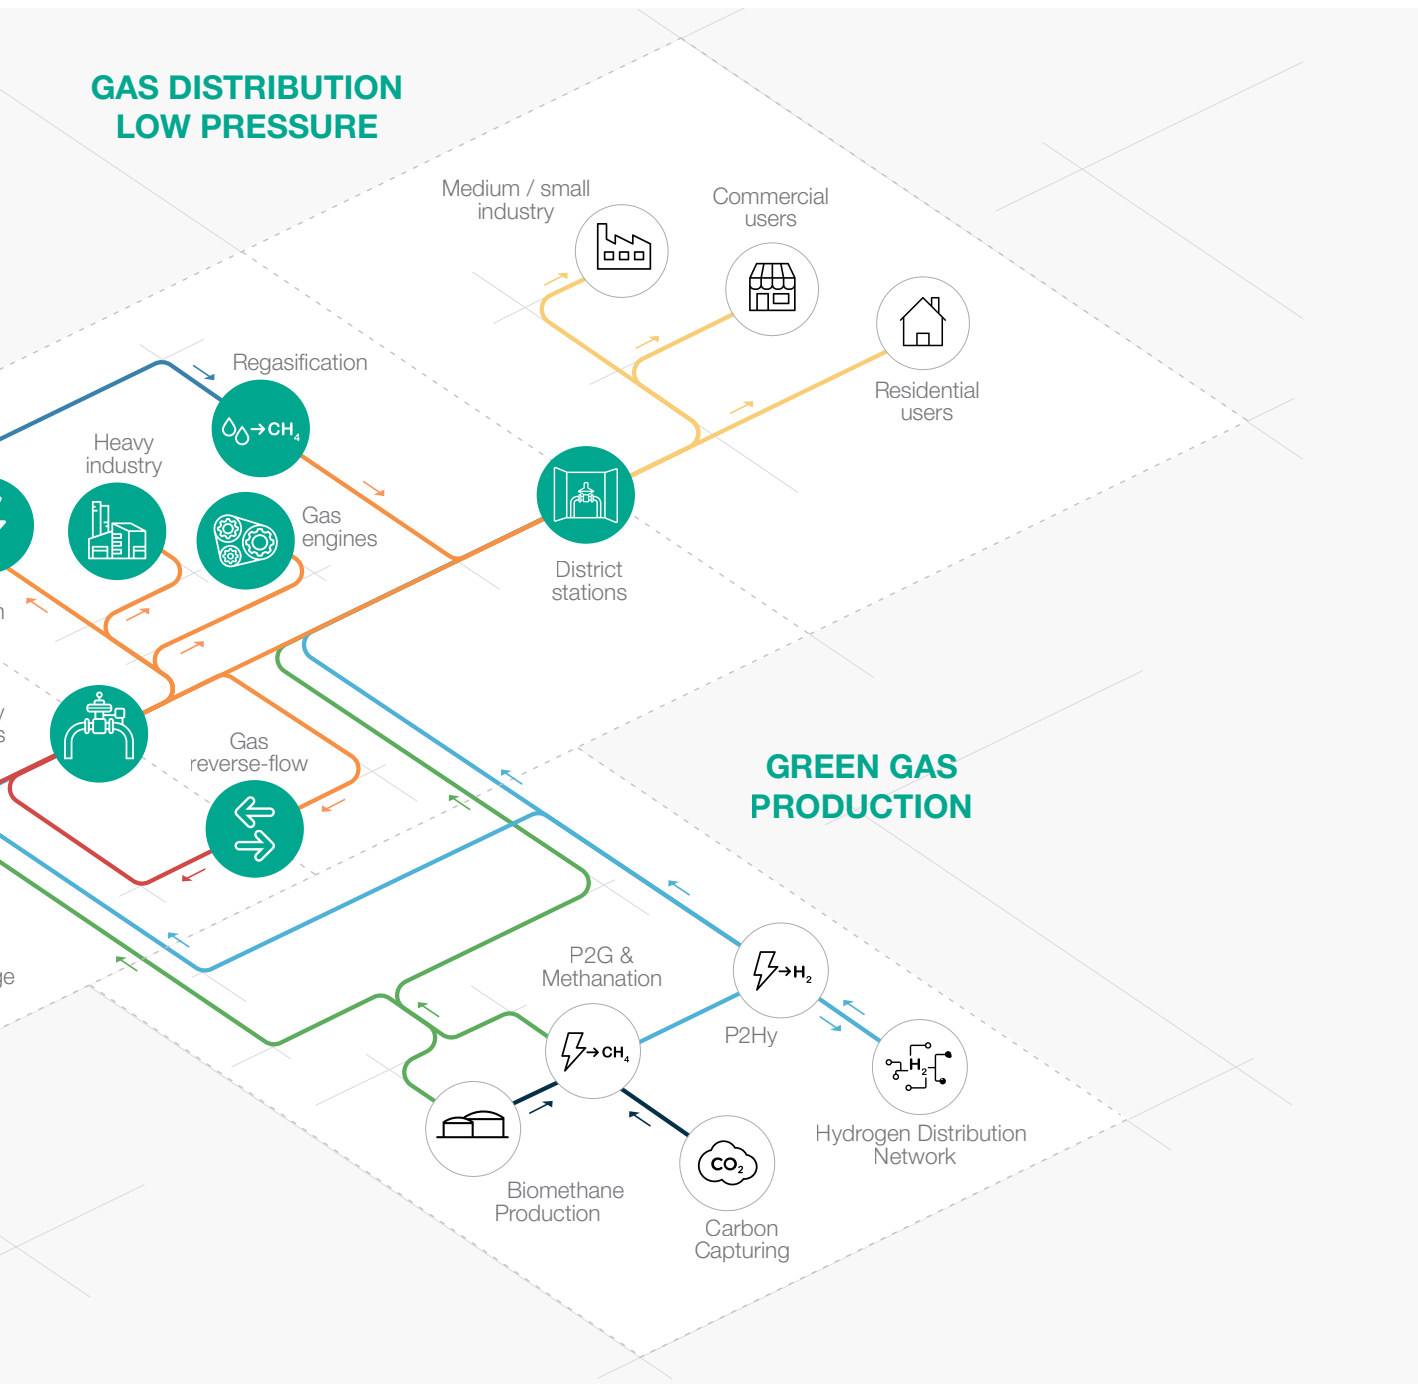 GAS DISTRIBUTION
LOW PRESSURE
Medium / small
industry
Commercial
users
Residential
users
Regasification
→CH₄
Heavy
industry
Gas
engines
District
stations
Gas
reverse-flow
GREEN GAS
PRODUCTION
P2G &
Methanation
→CH₄
→H₂
P2Hy
H₂
Hydrogen Distribution
Network
Biomethane
Production
CO₂
Carbon
Capturing